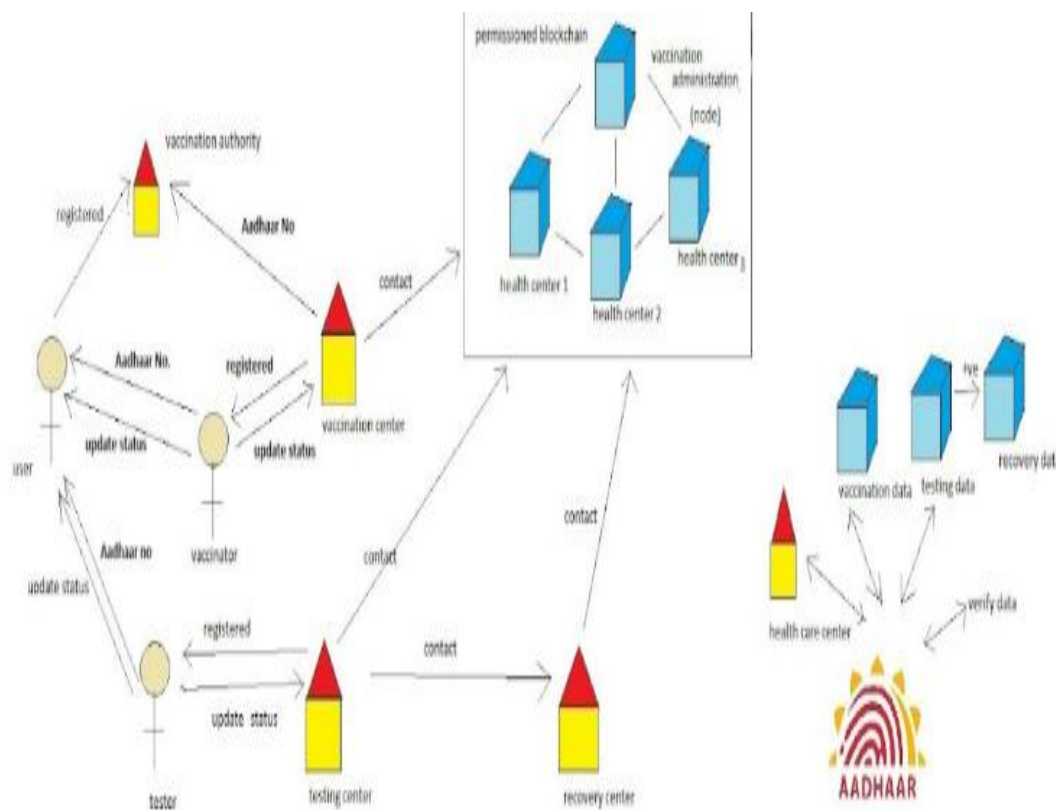 permissioned blockchain
vaccination
administration
(node)
vaccination authority
registered
Aadhaar No
contact
health center 1
health center 2
health center 3
Aadhaar No.
registered
vaccination center
update status
update status
user
vaccinator
+ve
vaccination data
testing data
recovery dat
contact
contact
Aadhaar no
uodate status
registered
contact
update status
health care center
verify data
tester
testing center
recovery center
AADHAAR